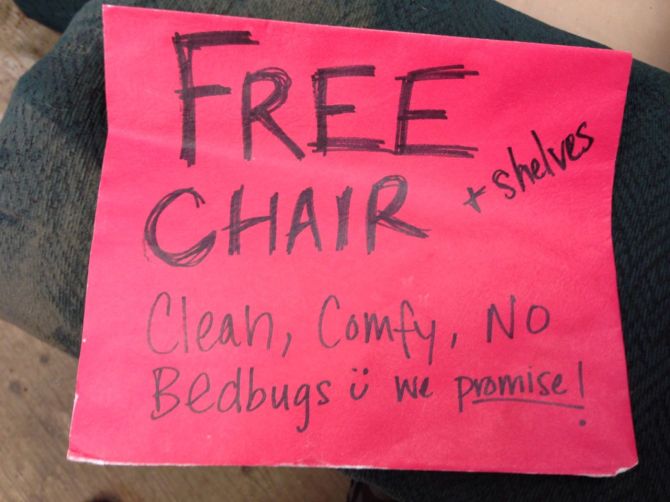 FREE
CHAIR + shelves
Clean, Comfy, No
Bedbugs ü we promise!